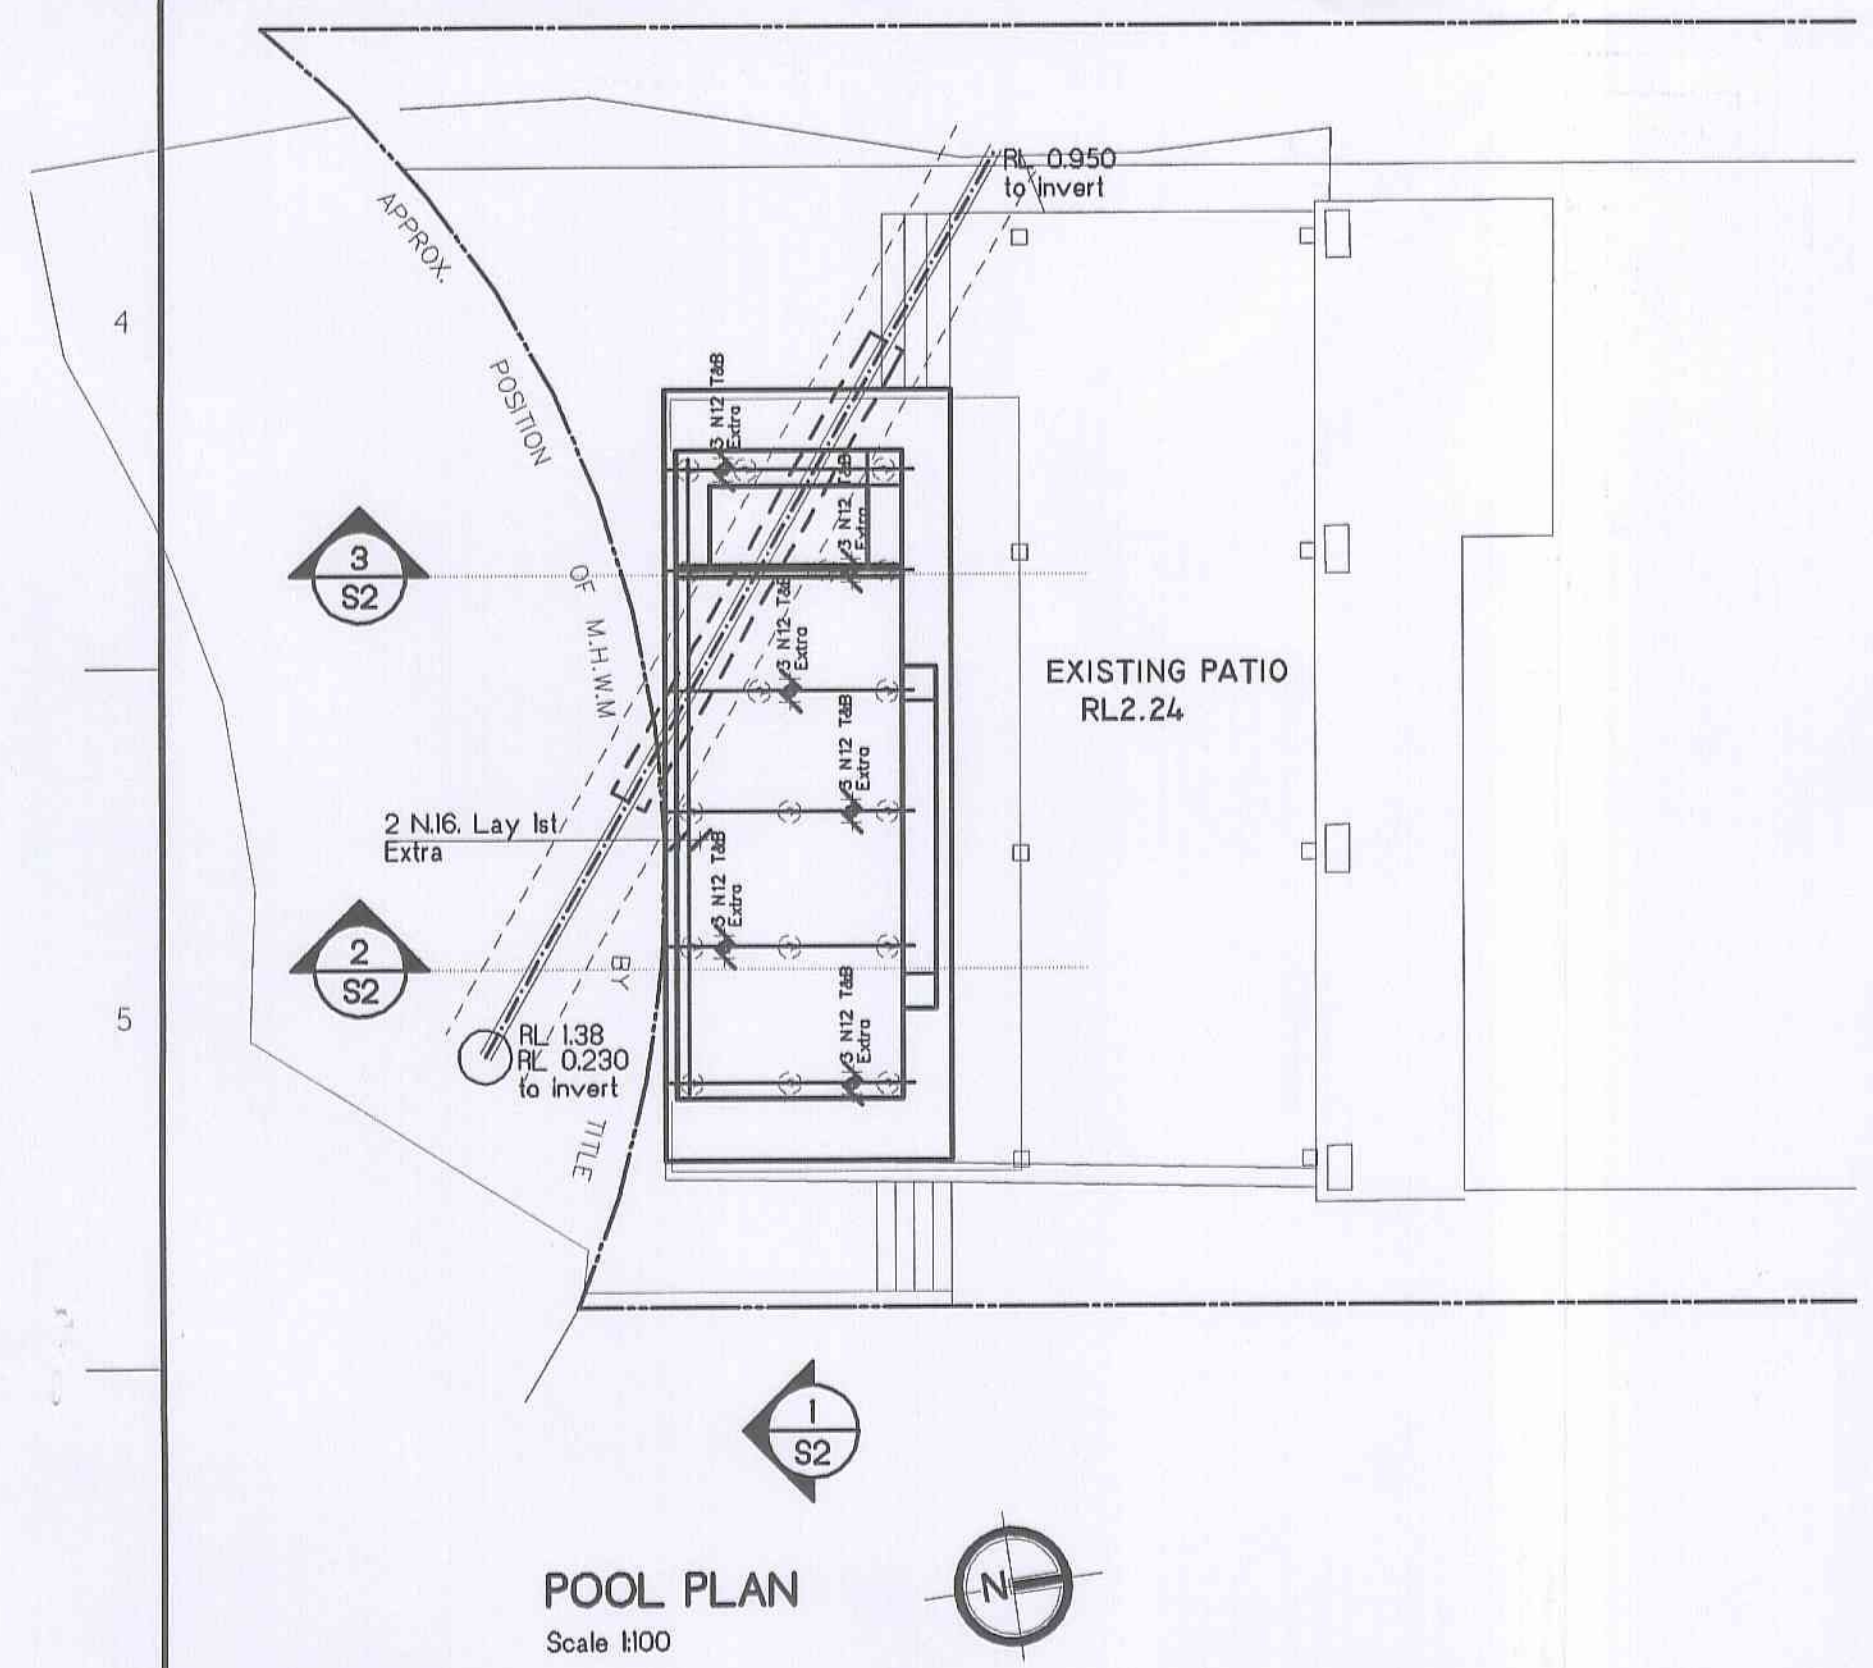 RL 0.950
to invert
APPROX.
4
POSITION
3 N12 T&B
Extra
3 N12 T&B
Extra
3
S2
OF
M.H.W.M
3 N12 T&B
Extra
EXISTING PATIO
RL2.24
3 N12 T&B
Extra
2 N.16. Lay 1st
Extra
3 N12 T&B
Extra
2
S2
BY
5
RL 1.38
RL 0.230
to invert
3 N12 T&B
Extra
TITLE
1
S2
POOL PLAN
N
Scale 1:100